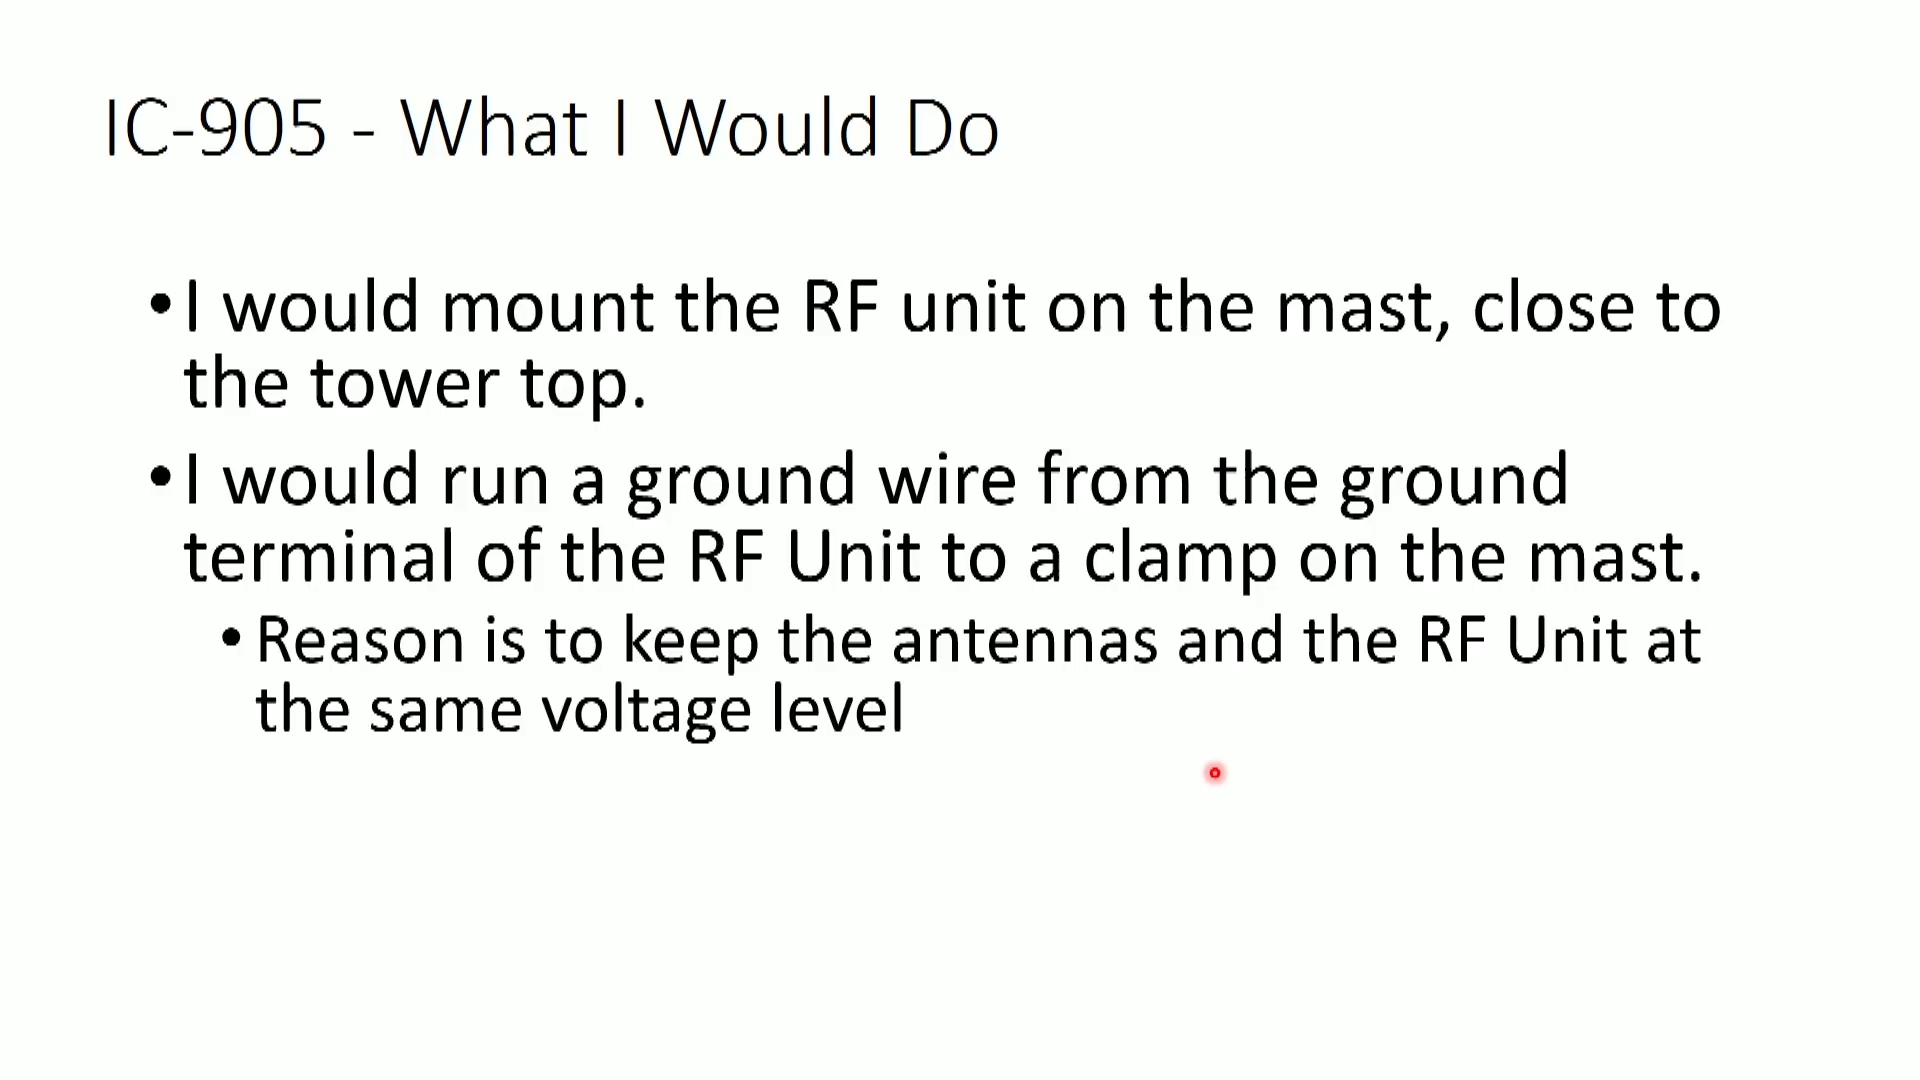 IC-905 - What I Would Do
•I would mount the RF unit on the mast, close to
the tower top.
•I would run a ground wire from the ground
terminal of the RF Unit to a clamp on the mast.
•Reason is to keep the antennas and the RF Unit at
the same voltage level